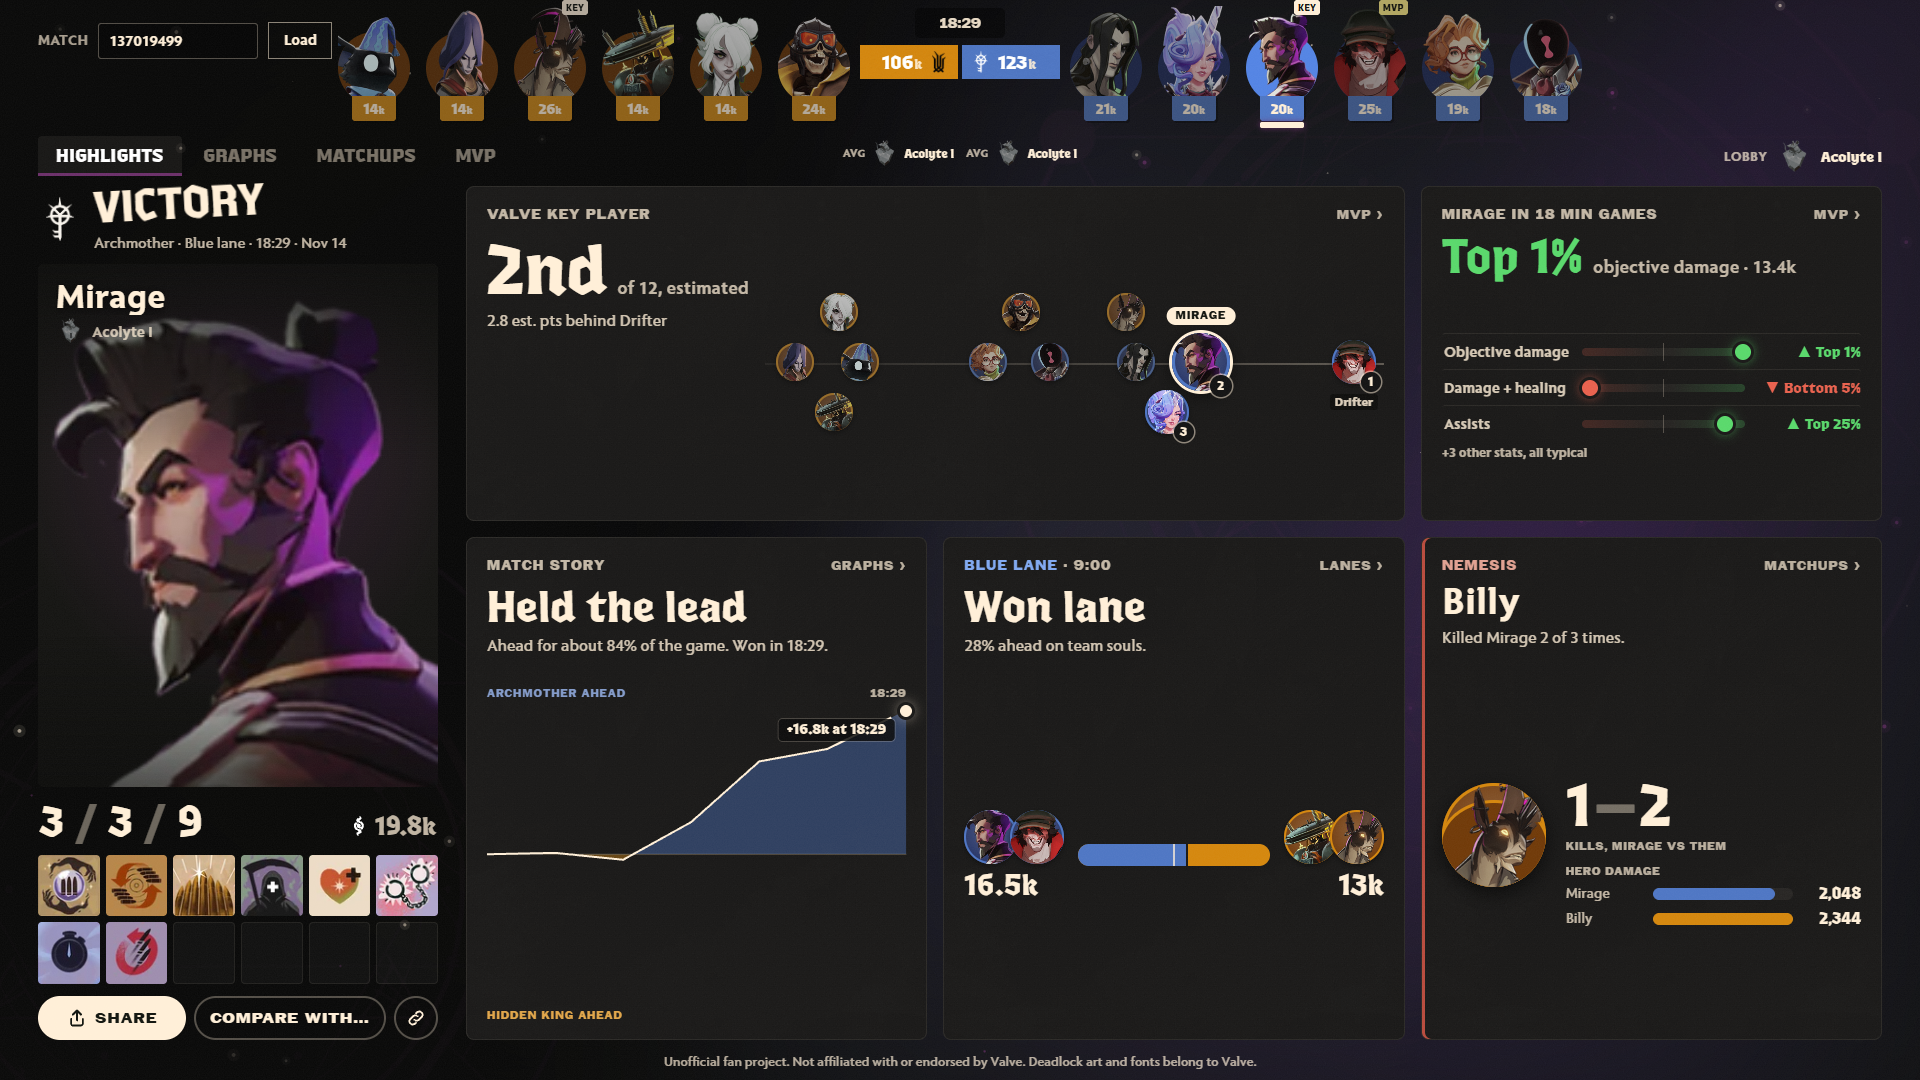 MATCH
137019499
Load
14k
14k
KEY
26k
14k
14k
24k
18:29
106k
123k
21k
20k
KEY
20k
MVP
25k
19k
18k
HIGHLIGHTS
GRAPHS
MATCHUPS
MVP
AVG Acolyte I
AVG Acolyte I
LOBBY Acolyte I
VICTORY
Archmother · Blue lane · 18:29 · Nov 14
Mirage
Acolyte I
3 / 3 / 9
19.8k
SHARE
COMPARE WITH...
VALVE KEY PLAYER
MVP ›
2nd of 12, estimated
2.8 est. pts behind Drifter
MIRAGE
2
3
1
Drifter
MIRAGE IN 18 MIN GAMES
MVP ›
Top 1% objective damage · 13.4k
Objective damage ▲ Top 1%
Damage + healing ▼ Bottom 5%
Assists ▲ Top 25%
+3 other stats, all typical
MATCH STORY
GRAPHS ›
Held the lead
Ahead for about 84% of the game. Won in 18:29.
ARCHMOTHER AHEAD
18:29
+16.8k at 18:29
HIDDEN KING AHEAD
BLUE LANE · 9:00
LANES ›
Won lane
28% ahead on team souls.
16.5k
13k
NEMESIS
MATCHUPS ›
Billy
Killed Mirage 2 of 3 times.
1—2
KILLS, MIRAGE VS THEM
HERO DAMAGE
Mirage 2,048
Billy 2,344
Unofficial fan project. Not affiliated with or endorsed by Valve. Deadlock art and fonts belong to Valve.